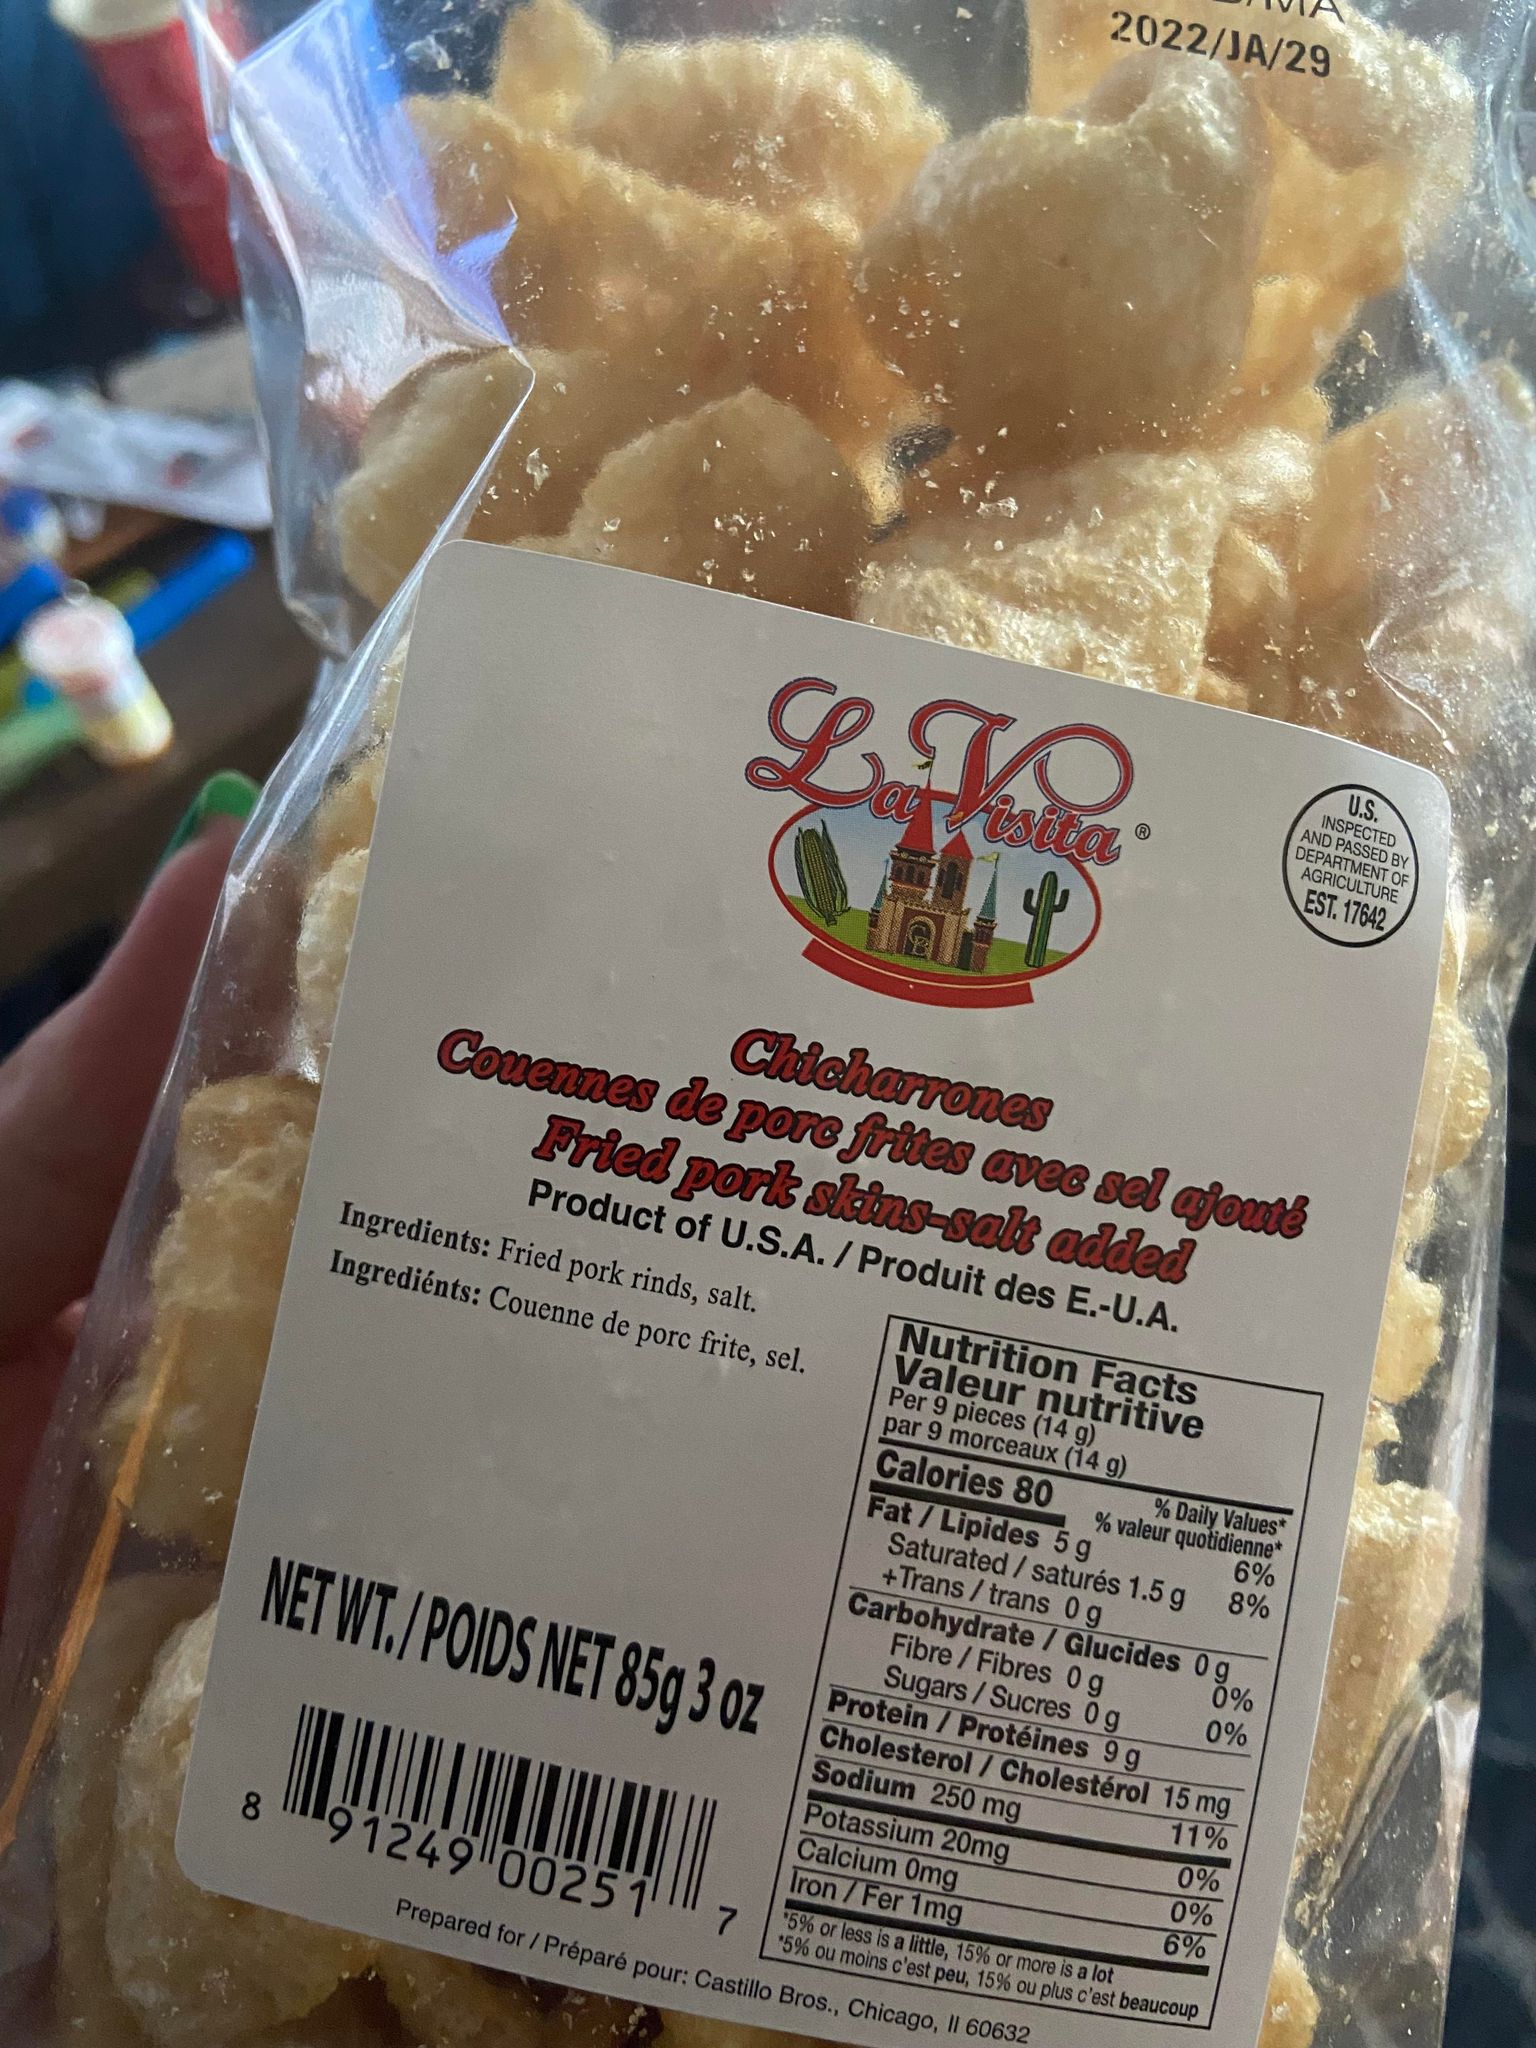 2022/JA/29
La Visita®
U.S.
INSPECTED
AND PASSED BY
DEPARTMENT OF
AGRICULTURE
EST. 17642
Chicharrones
Couennes de porc frites avec sel ajouté
Fried pork skins-salt added
Product of U.S.A. / Produit des E.-U.A.
Ingredients: Fried pork rinds, salt.
Ingrediénts: Couenne de porc frite, sel.
Nutrition Facts
Valeur nutritive
Per 9 pieces (14 g)
par 9 morceaux (14 g)
Calories 80
% Daily Values*
% valeur quotidienne*
Fat / Lipides 5 g 6%
Saturated / saturés 1.5 g 8%
+Trans / trans 0 g
Carbohydrate / Glucides 0 g
Fibre / Fibres 0 g 0%
Sugars / Sucres 0 g 0%
Protein / Protéines 9 g
Cholesterol / Cholestérol 15 mg
Sodium 250 mg 11%
Potassium 20mg 0%
Calcium 0mg 0%
Iron / Fer 1mg 6%
*5% or less is a little, 15% or more is a lot
*5% ou moins c'est peu, 15% ou plus c'est beaucoup
NET WT. / POIDS NET 85g 3 oz
8 91249 00251 7
Prepared for / Préparé pour: Castillo Bros., Chicago, Il 60632